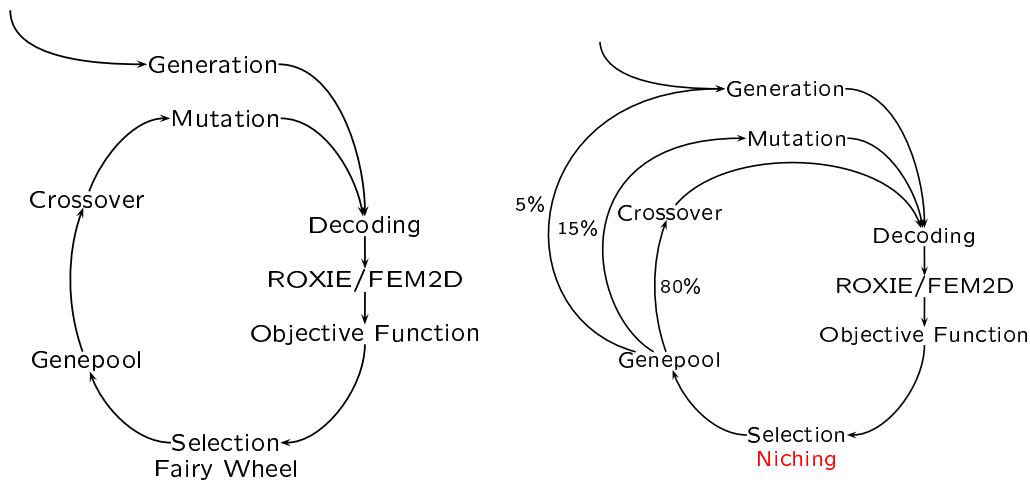 Generation
Mutation
Crossover
Decoding
ROXIE/FEM2D
Objective Function
Genepool
Selection
Fairy Wheel
Generation
Mutation
5%
15%
Crossover
Decoding
80%
ROXIE/FEM2D
Objective Function
Genepool
Selection
Niching